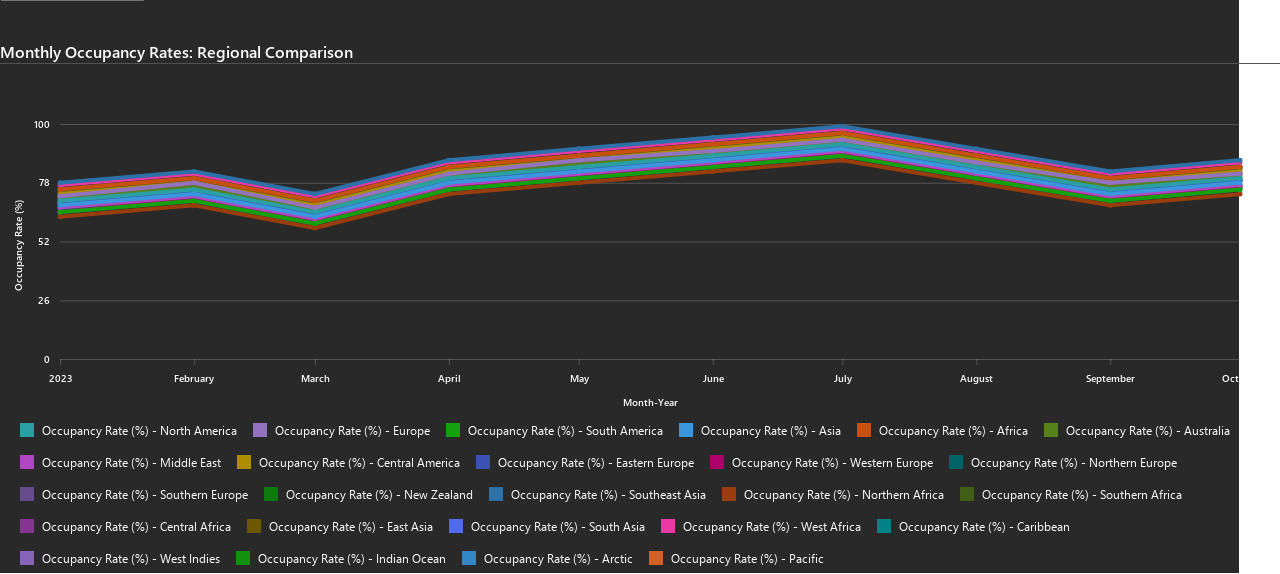 Monthly Occupancy Rates: Regional Comparison
100
78
52
26
0
Occupancy Rate (%)
2023 February March April May June July August September Oct
Month-Year
Occupancy Rate (%) - North America Occupancy Rate (%) - Europe Occupancy Rate (%) - South America Occupancy Rate (%) - Asia Occupancy Rate (%) - Africa Occupancy Rate (%) - Australia
Occupancy Rate (%) - Middle East Occupancy Rate (%) - Central America Occupancy Rate (%) - Eastern Europe Occupancy Rate (%) - Western Europe Occupancy Rate (%) - Northern Europe
Occupancy Rate (%) - Southern Europe Occupancy Rate (%) - New Zealand Occupancy Rate (%) - Southeast Asia Occupancy Rate (%) - Northern Africa Occupancy Rate (%) - Southern Africa
Occupancy Rate (%) - Central Africa Occupancy Rate (%) - East Asia Occupancy Rate (%) - South Asia Occupancy Rate (%) - West Africa Occupancy Rate (%) - Caribbean
Occupancy Rate (%) - West Indies Occupancy Rate (%) - Indian Ocean Occupancy Rate (%) - Arctic Occupancy Rate (%) - Pacific